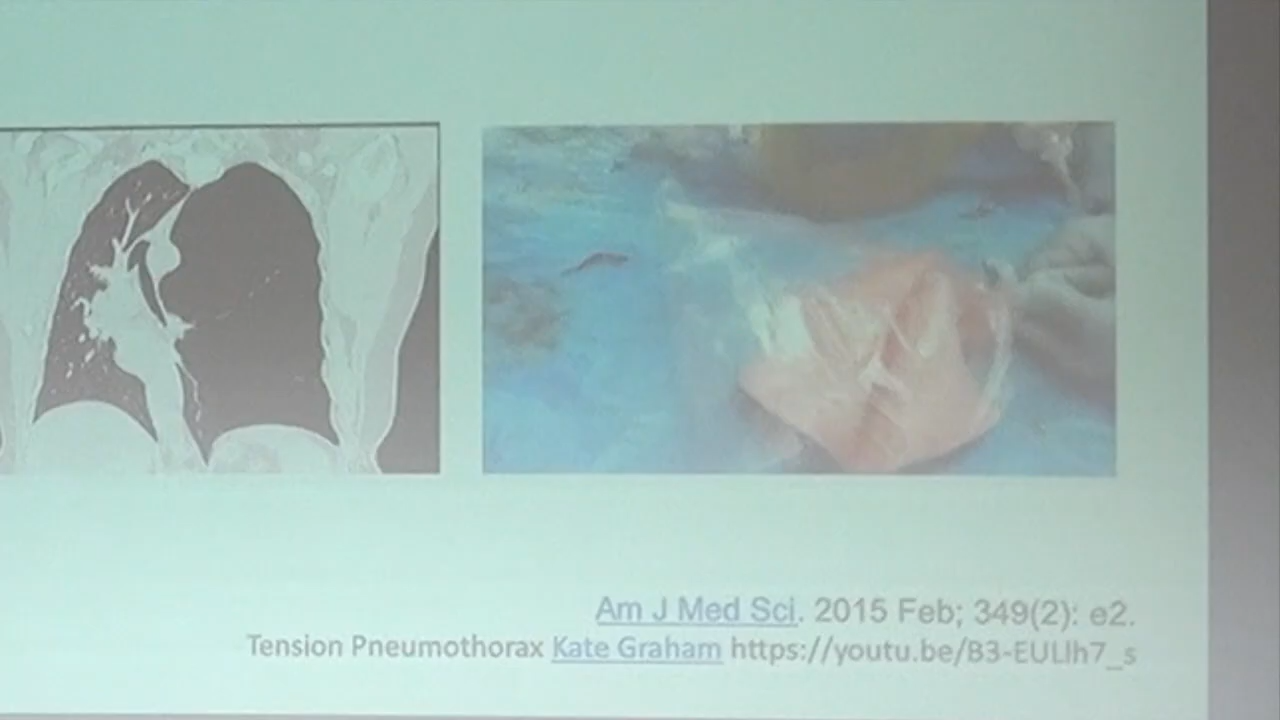 Am J Med Sci. 2015 Feb; 349(2): e2.
Tension Pneumothorax Kate Graham https://youtu.be/B3-EULlh7_s